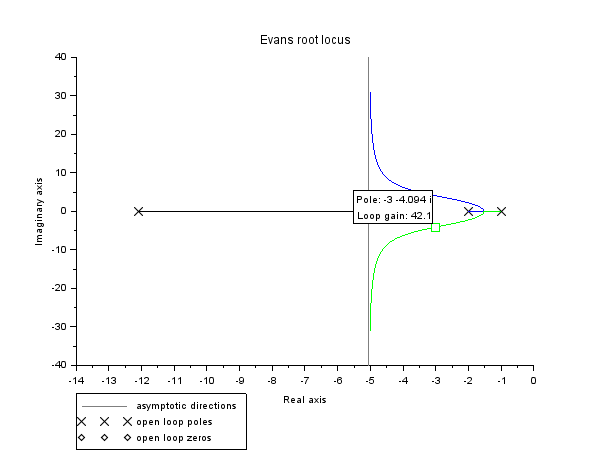 Evans root locus
40
30
20
10
0
-10
-20
-30
-40
Imaginary axis
Pole: -3 -4.094 i
Loop gain: 42.1
-14 -13 -12 -11 -10 -9 -8 -7 -6 -5 -4 -3 -2 -1 0
Real axis
asymptotic directions
open loop poles
open loop zeros